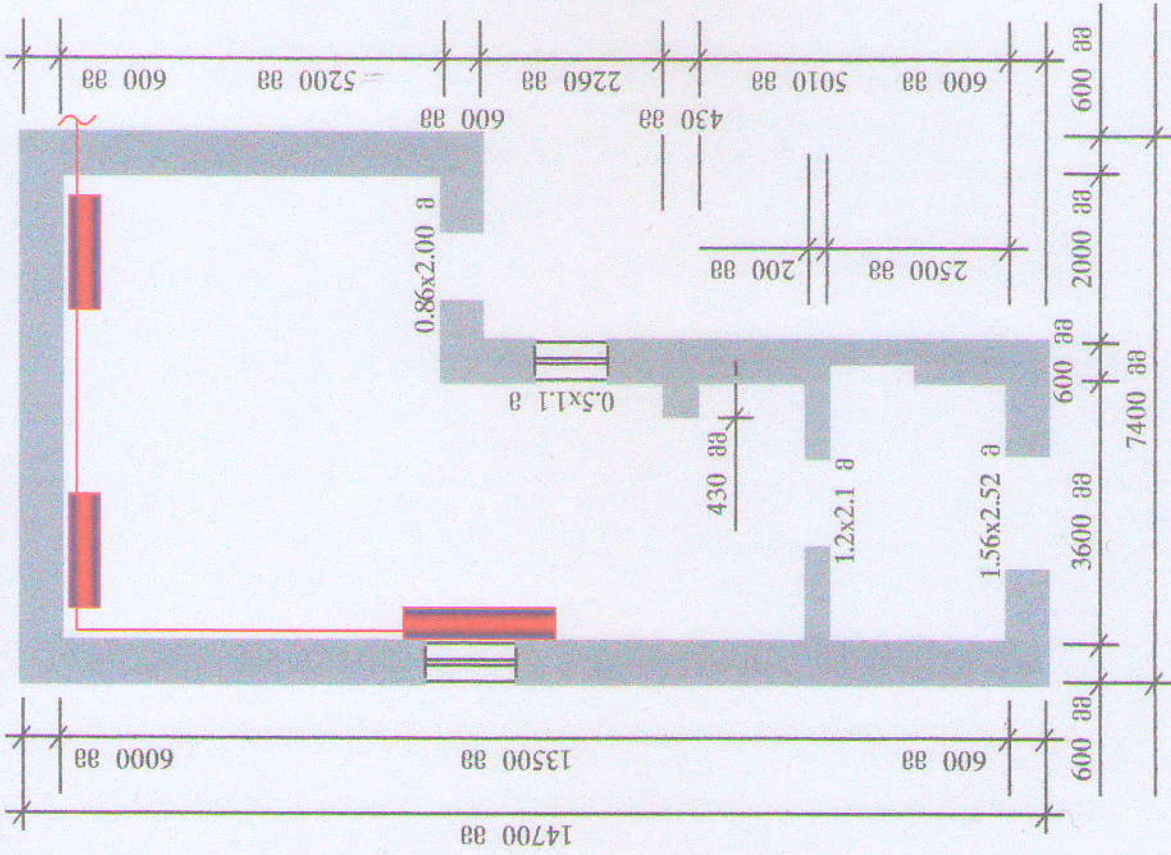 600 მმ
5200 მმ
600 მმ
2260 მმ
430 მმ
5010 მმ
600 მმ
600 მმ
200 მმ
2500 მმ
2000 მმ
0.86x2.00 მ
0.5x1.1 მ
430 მმ
1.2x2.1 მ
1.56x2.52 მ
600 მმ
7400 მმ
3600 მმ
600 მმ
6000 მმ
13500 მმ
600 მმ
14700 მმ